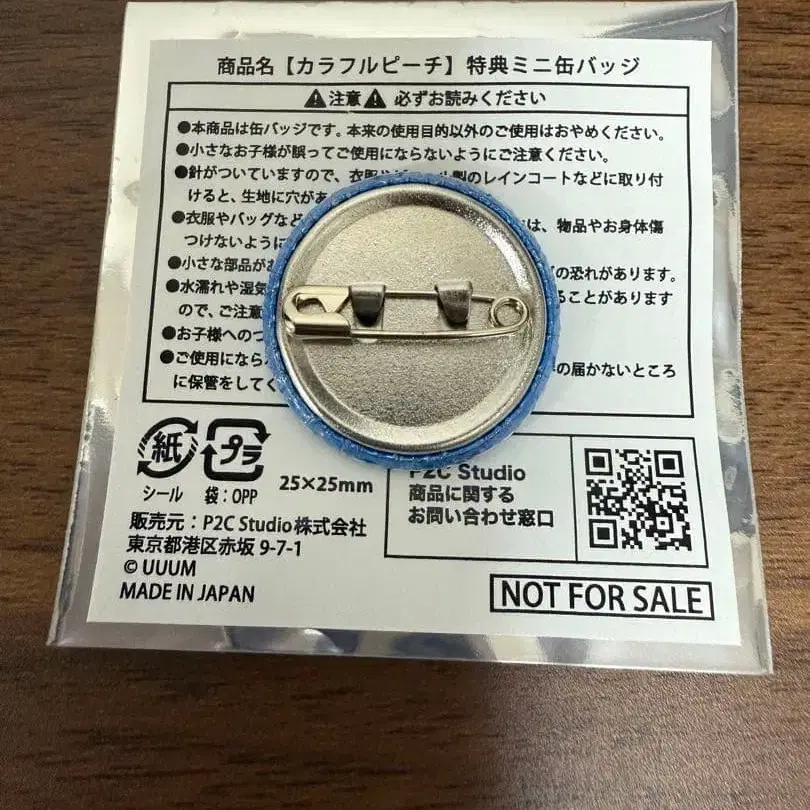 商品名【カラフルピーチ】特典ミニ缶バッジ
⚠注意⚠ 必ずお読みください
●本商品は缶バッジです。本来の使用目的以外のご使用はおやめください。
●小さなお子様が誤ってご使用にならないようにご注意ください。
●針がついていますので、衣服や 製のレインコートなどに取り付
けると、生地に穴があ
●衣服やバッグなど は、物品やお身体傷
つけないように
●小さな部品がお の恐れがあります。
●水濡れや湿気 ることがあります
ので、ご注意
●お子様へのつ
●ご使用になら の届かないところ
に保管をしてく
紙 プラ
シール 袋:OPP 25×25mm
販売元:P2C Studio株式会社
東京都港区赤坂 9-7-1
© UUUM
MADE IN JAPAN
P2C Studio
商品に関する
お問い合わせ窓口
NOT FOR SALE